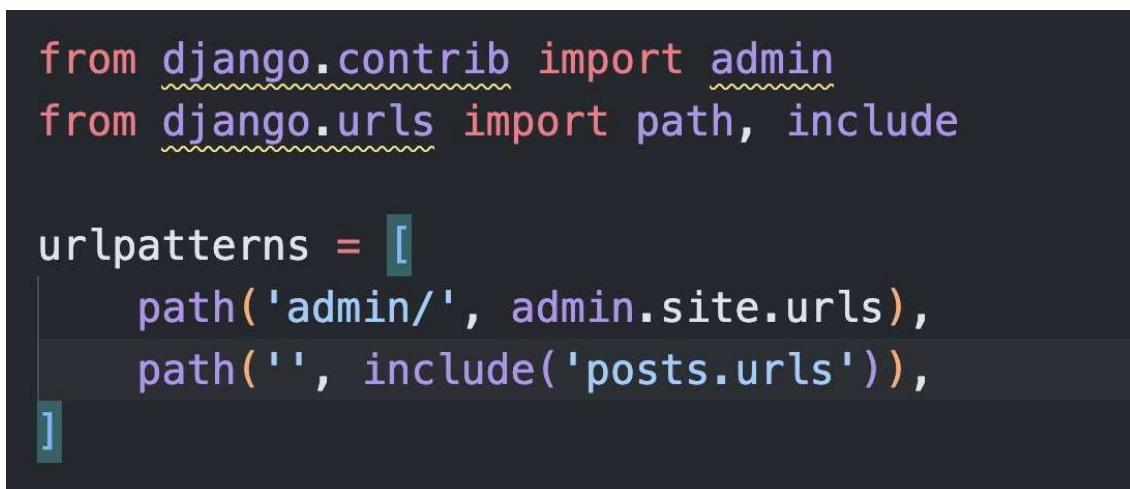 from django.contrib import admin
from django.urls import path, include
urlpatterns = [
    path('admin/', admin.site.urls),
    path('', include('posts.urls')),
]